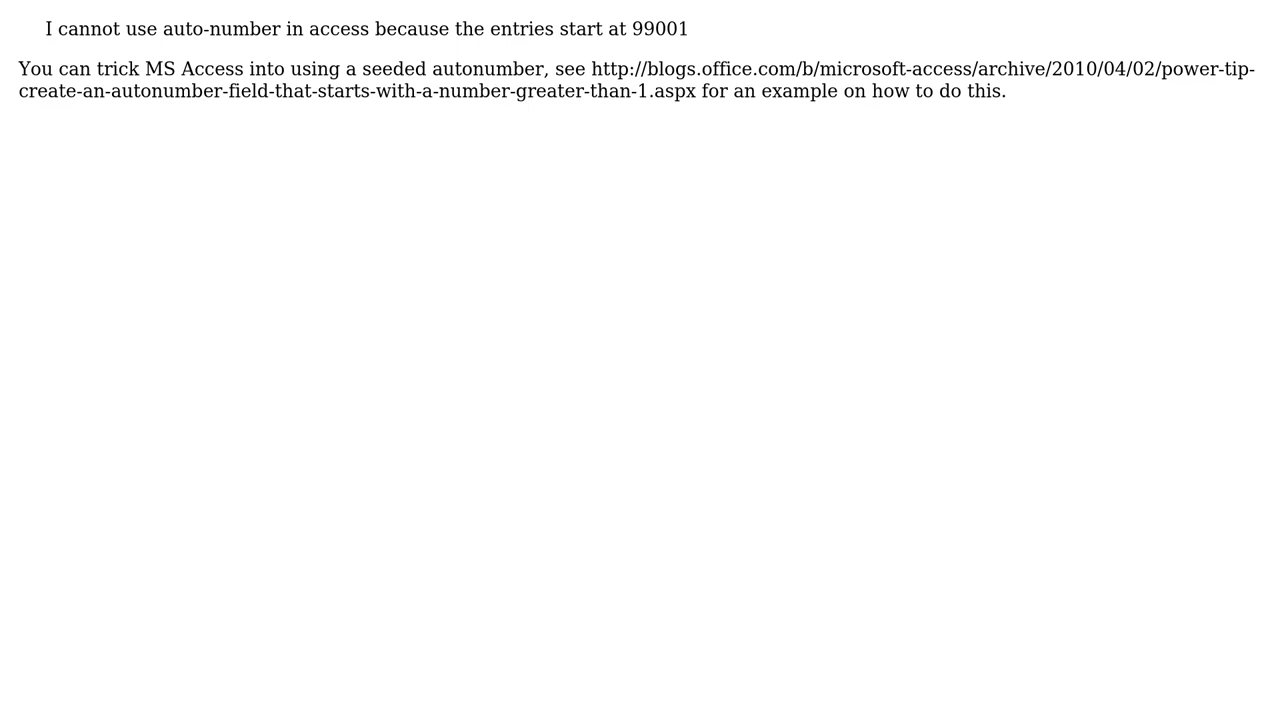 I cannot use auto-number in access because the entries start at 99001
You can trick MS Access into using a seeded autonumber, see http://blogs.office.com/b/microsoft-access/archive/2010/04/02/power-tip-
create-an-autonumber-field-that-starts-with-a-number-greater-than-1.aspx for an example on how to do this.